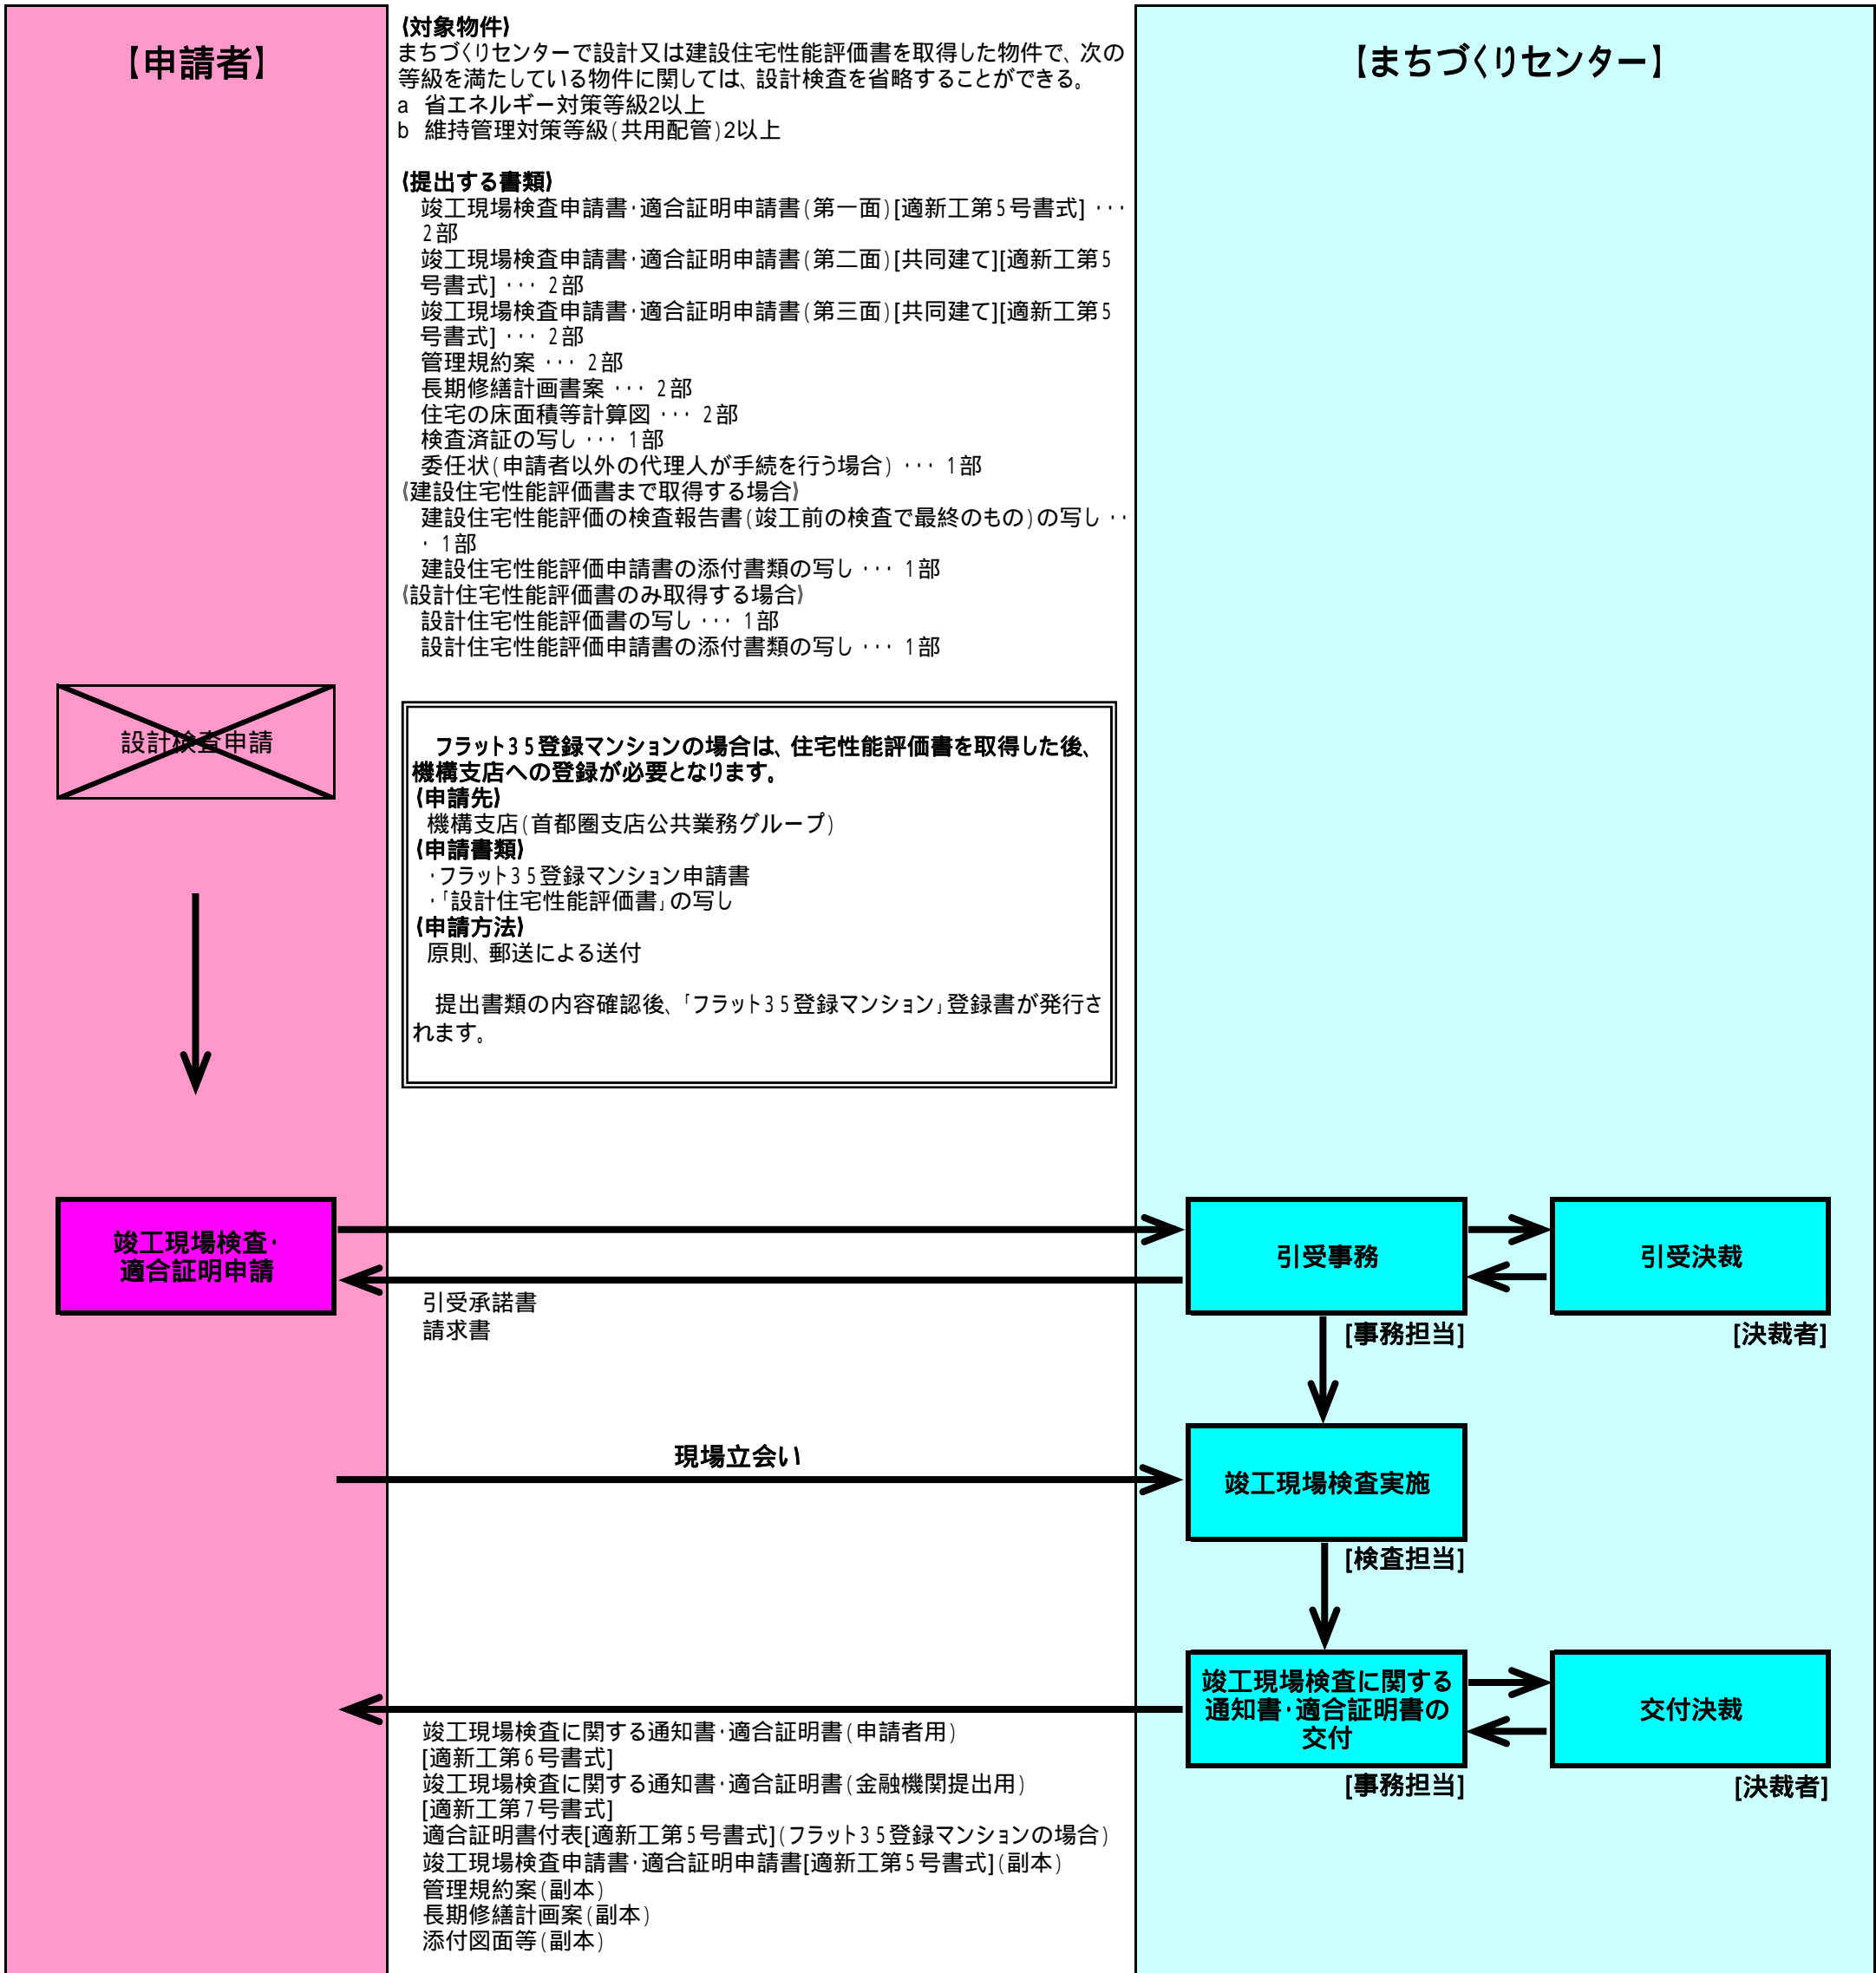 【申請者】
《対象物件》
まちづくりセンターで設計又は建設住宅性能評価書を取得した物件で、次の
等級を満たしている物件に関しては、設計検査を省略することができる。
a 省エネルギー対策等級2以上
b 維持管理対策等級(共用配管)2以上
《提出する書類》
竣工現場検査申請書・適合証明申請書(第一面)[適新工第5号書式] ・・・
2部
竣工現場検査申請書・適合証明申請書(第二面)[共同建て][適新工第5
号書式] ・・・ 2部
竣工現場検査申請書・適合証明申請書(第三面)[共同建て][適新工第5
号書式] ・・・ 2部
管理規約案 ・・・ 2部
長期修繕計画書案 ・・・ 2部
住宅の床面積等計算図 ・・・ 2部
検査済証の写し ・・・ 1部
委任状(申請者以外の代理人が手続を行う場合) ・・・ 1部
《建設住宅性能評価書まで取得する場合》
建設住宅性能評価の検査報告書(竣工前の検査で最終のもの)の写し ・・
・ 1部
建設住宅性能評価申請書の添付書類の写し ・・・ 1部
《設計住宅性能評価書のみ取得する場合》
設計住宅性能評価書の写し ・・・ 1部
設計住宅性能評価申請書の添付書類の写し ・・・ 1部
【まちづくりセンター】
設計検査申請
フラット35登録マンションの場合は、住宅性能評価書を取得した後、
機構支店への登録が必要となります。
《申請先》
機構支店(首都圏支店公共業務グループ)
《申請書類》
・フラット35登録マンション申請書
・「設計住宅性能評価書」の写し
《申請方法》
原則、郵送による送付
提出書類の内容確認後、「フラット35登録マンション」登録書が発行さ
れます。
竣工現場検査・
適合証明申請
引受事務
引受決裁
引受承諾書
請求書
[事務担当]
[決裁者]
現場立会い
竣工現場検査実施
[検査担当]
竣工現場検査に関する
通知書・適合証明書の
交付
交付決裁
[事務担当]
[決裁者]
竣工現場検査に関する通知書・適合証明書(申請者用)
[適新工第6号書式]
竣工現場検査に関する通知書・適合証明書(金融機関提出用)
[適新工第7号書式]
適合証明書付表[適新工第5号書式](フラット35登録マンションの場合)
竣工現場検査申請書・適合証明申請書[適新工第5号書式](副本)
管理規約案(副本)
長期修繕計画案(副本)
添付図面等(副本)